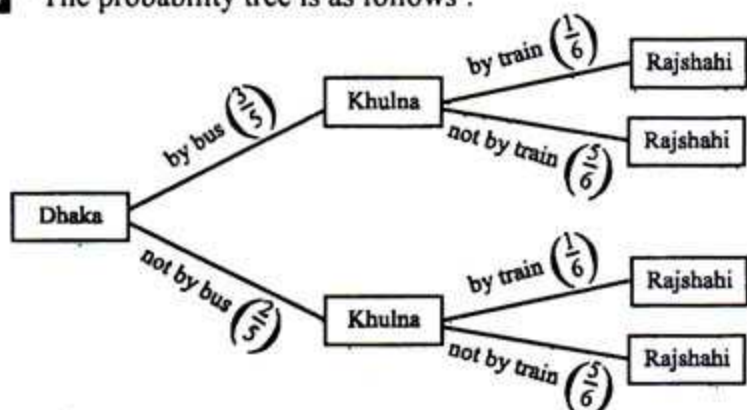 The probability tree is as follows :
by train (1/6)
Rajshahi
Khulna
by bus (3/5)
not by train (5/6)
Rajshahi
Dhaka
not by bus (2/5)
by train (1/6)
Rajshahi
Khulna
not by train (5/6)
Rajshahi